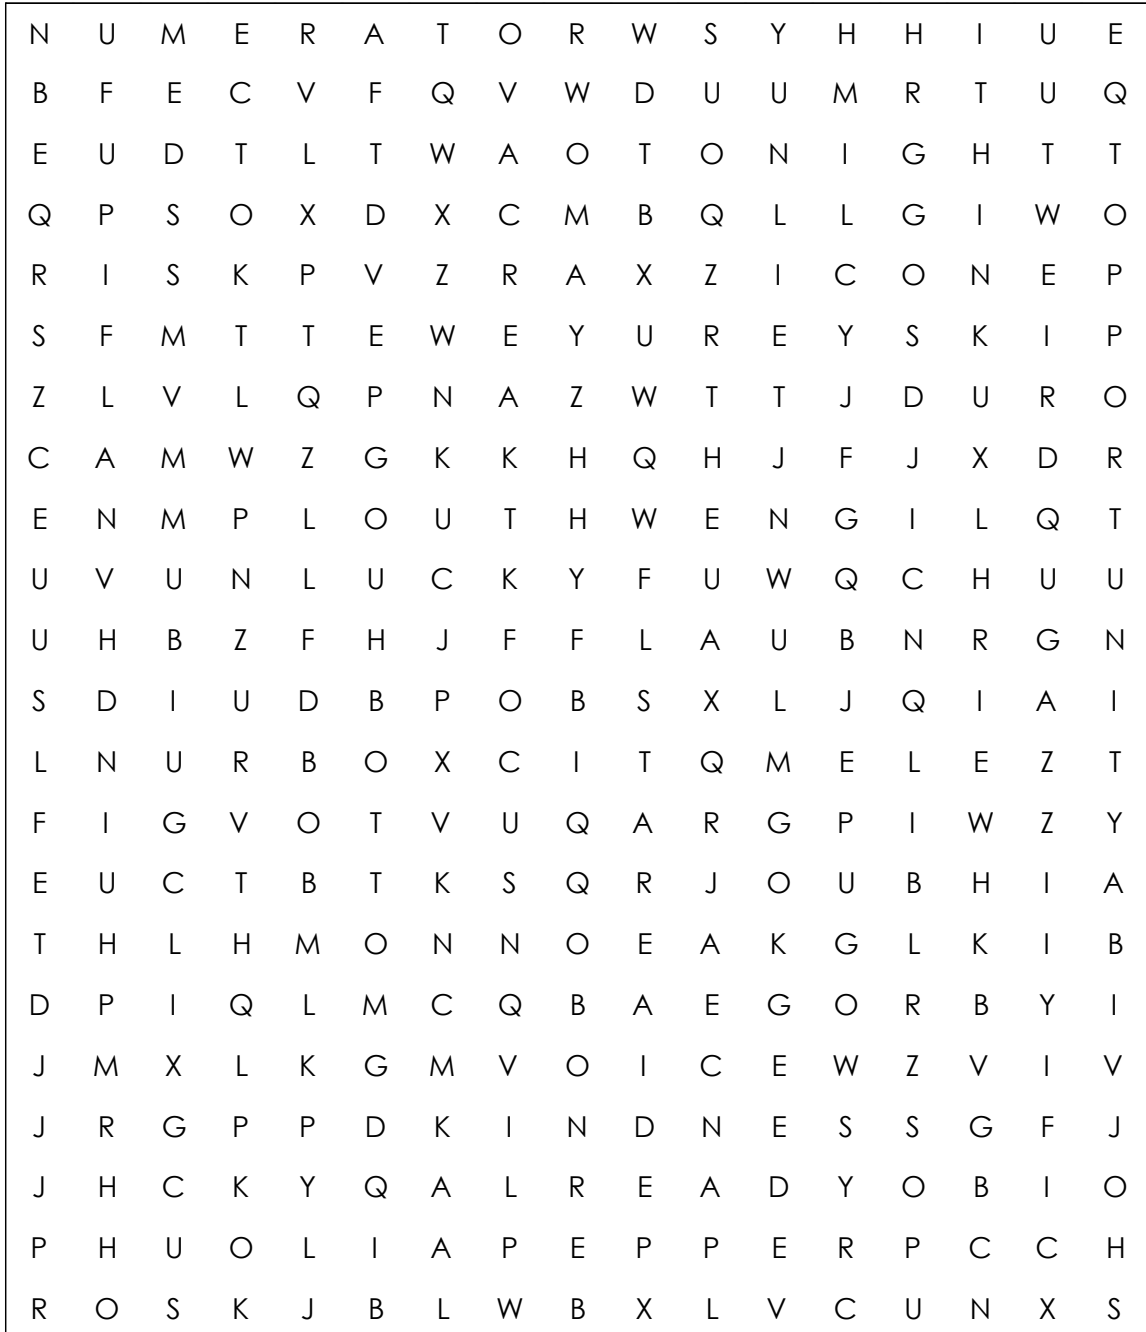 N U M E R A T O R W S Y H H I U E
B F E C V F Q V W D U U M R T U Q
E U D T L T W A O T O N I G H T T
Q P S O X D X C M B Q L L G I W O
R I S K P V Z R A X Z I C O N E P
S F M T T E W E Y U R E Y S K I P
Z L V L Q P N A Z W T T J D U R O
C A M W Z G K K H Q H J F J X D R
E N M P L O U T H W E N G I L Q T
U V U N L U C K Y F U W Q C H U U
U H B Z F H J F F L A U B N R G N
S D I U D B P O B S X L J Q I A I
L N U R B O X C I T Q M E L E Z T
F I G V O T V U Q A R G P I W Z Y
E U C T B T K S Q R J O U B H I A
T H L H M O N N O E A K G L K I B
D P I Q L M C Q B A E G O R B Y I
J M X L K G M V O I C E W Z V I V
J R G P P D K I N D N E S S G F J
J H C K Y Q A L R E A D Y O B I O
P H U O L I A P E P P E R P C C H
R O S K J B L W B X L V C U N X S